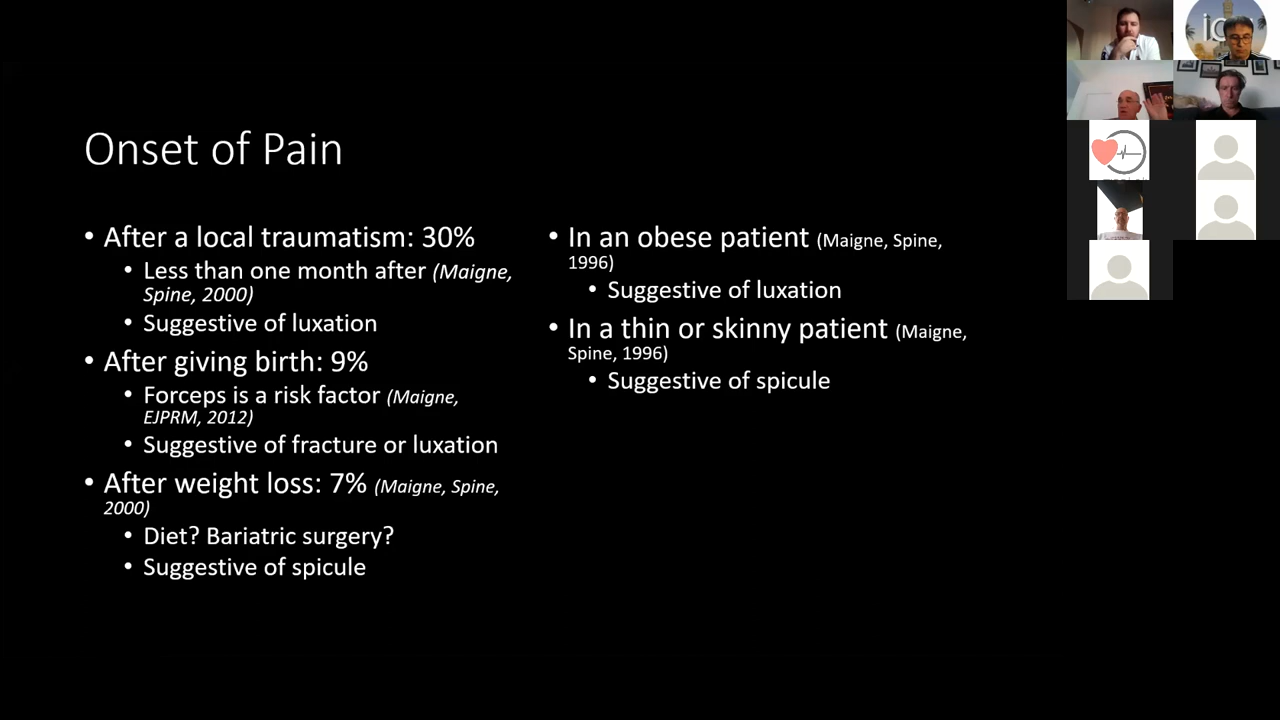 Onset of Pain
• After a local traumatism: 30%
• Less than one month after (Maigne,
Spine, 2000)
• Suggestive of luxation
• After giving birth: 9%
• Forceps is a risk factor (Maigne,
EJPRM, 2012)
• Suggestive of fracture or luxation
• After weight loss: 7% (Maigne, Spine,
2000)
• Diet? Bariatric surgery?
• Suggestive of spicule
• In an obese patient (Maigne, Spine,
1996)
• Suggestive of luxation
• In a thin or skinny patient (Maigne,
Spine, 1996)
• Suggestive of spicule